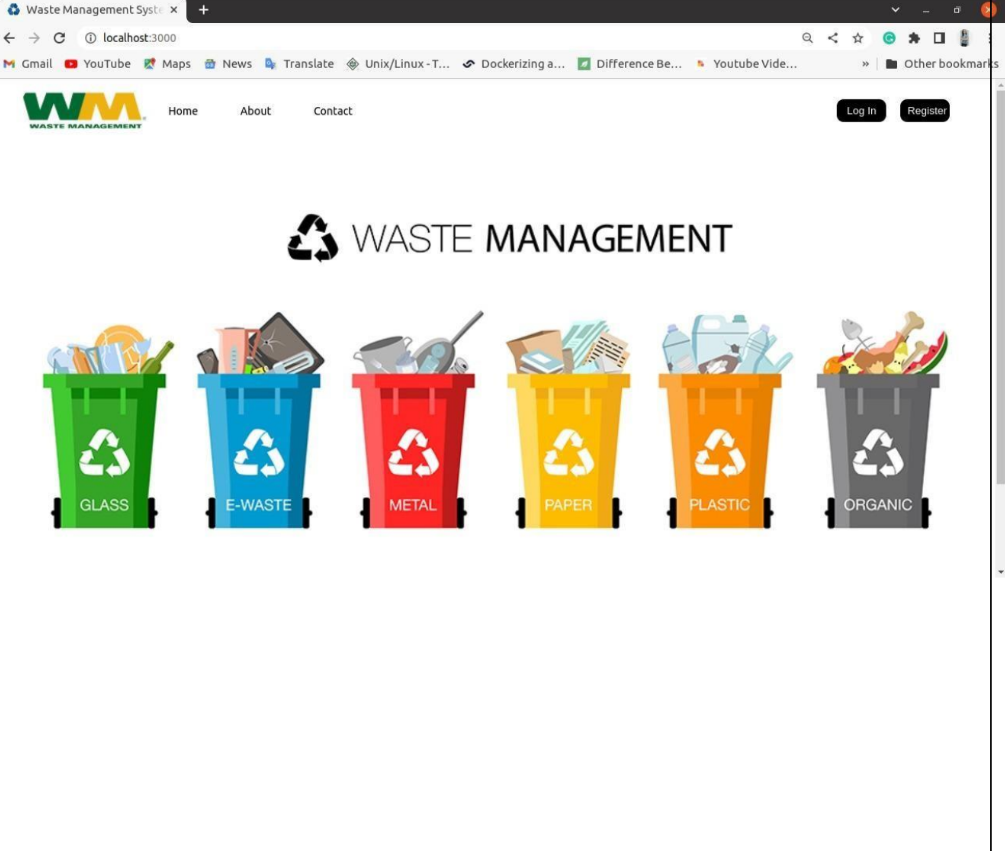 Waste Management Syste
localhost:3000
Gmail YouTube Maps News Translate Unix/Linux - T... Dockerizing a... Difference Be... Youtube Vide... » Other bookmarks
WM
WASTE MANAGEMENT
Home About Contact Log In Register
WASTE MANAGEMENT
GLASS E-WASTE METAL PAPER PLASTIC ORGANIC